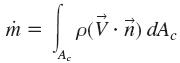 ṁ = ∫_{A_c} ρ(V⃗ · n⃗) dA_c